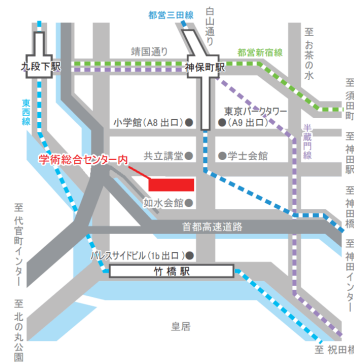 都営三田線
白山通り
至お茶の水
靖国通り
都営新宿線
九段下駅
神保町駅
至須田町
東西線
小学館(A8 出口)
東京パークタワー
(A9 出口)
半蔵門線
至神田駅
学術総合センター内
共立講堂
学士会館
如水会館
至神田橋
首都高速道路
至代官町インター
至神田インター
パレスサイドビル(1b 出口)
竹橋駅
至北の丸公園
皇居
至 祝田橋